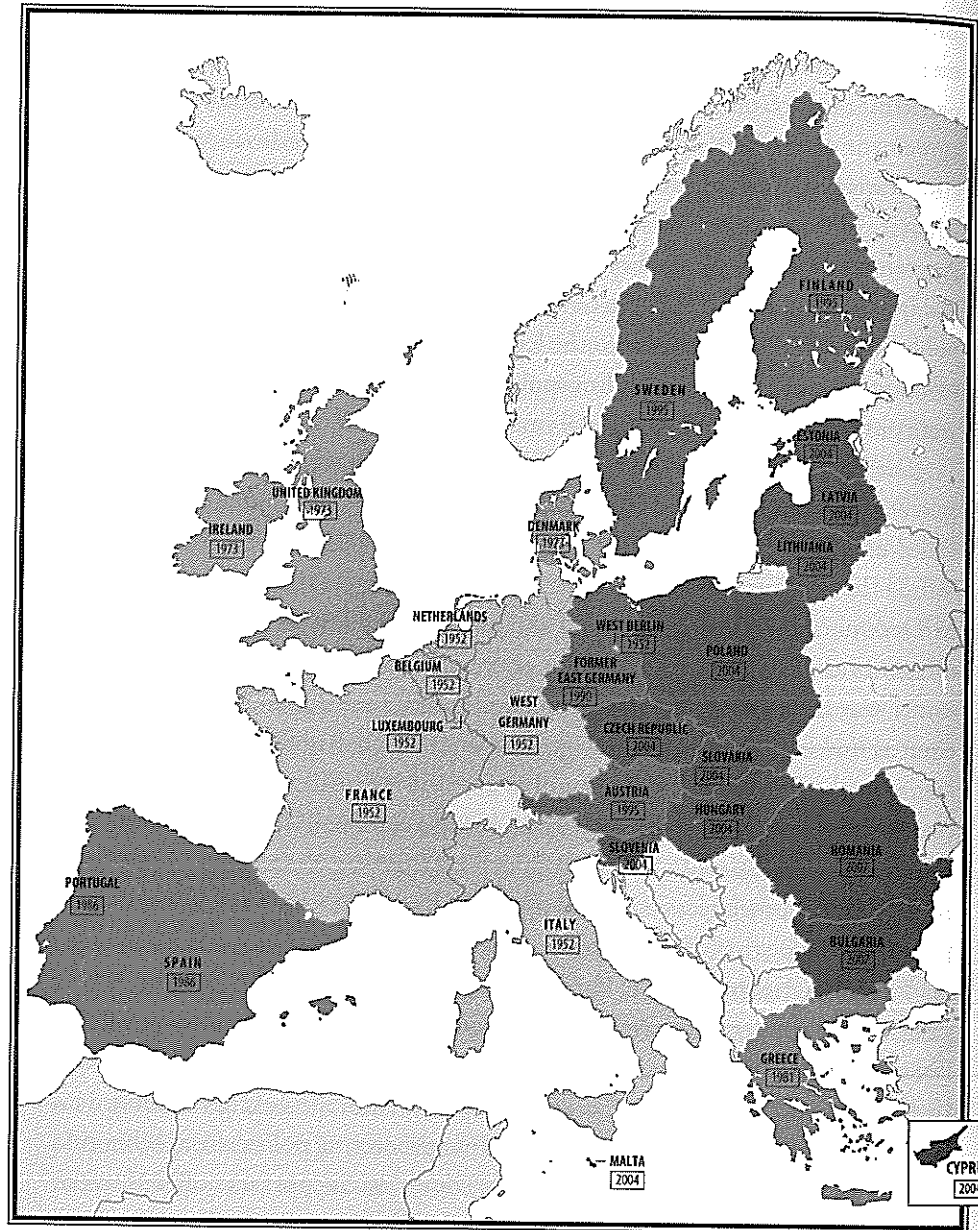 FINLAND
1995
SWEDEN
1995
ESTONIA
2004
LATVIA
2004
LITHUANIA
2004
UNITED KINGDOM
1973
IRELAND
1973
DENMARK
1973
NETHERLANDS
1952
BELGIUM
1952
LUXEMBOURG
1952
WEST
GERMANY
1952
WEST BERLIN
1952
FORMER
EAST GERMANY
1990
POLAND
2004
CZECH REPUBLIC
2004
SLOVAKIA
2004
FRANCE
1952
AUSTRIA
1995
HUNGARY
2004
SLOVENIA
2004
ROMANIA
2007
BULGARIA
2007
PORTUGAL
1986
SPAIN
1986
ITALY
1952
GREECE
1981
MALTA
2004
CYPR
200